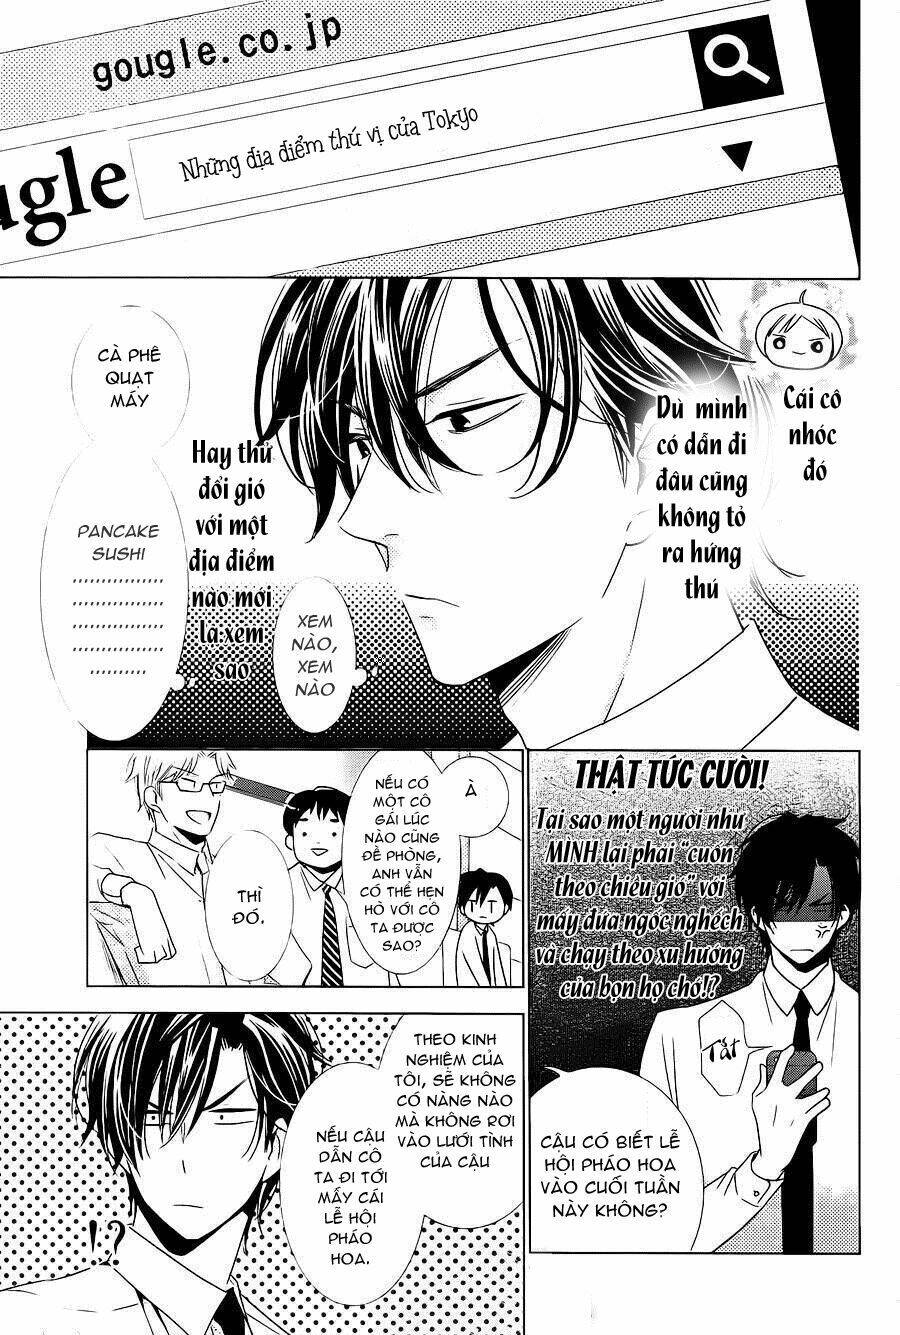 gougle.co.jp
Những địa điểm thú vị của Tokyo
ugle
Cái cô
nhóc
đó
Dù mình
có dẫn đi
đâu cũng
không tỏ
ra hứng
thú
XEM
NÀO,
XEM
NÀO
Hay thử
đổi gió
với một
địa điểm
nào mới
lạ xem
sao
CÀ PHÊ
QUẠT
MÁY
PANCAKE
SUSHI
.................
.................
.................
.................
..........
THẬT TỨC CƯỜI!
Tại sao một người như
MÌNH lại phải "cuốn
theo chiều gió" với
mấy đứa ngốc nghếch
và chạy theo xu hướng
của bọn họ chớ!?
Tắt
CẬU CÓ BIẾT LỄ
HỘI PHÁO HOA
VÀO CUỐI TUẦN
NÀY KHÔNG?
À
NẾU CÓ
MỘT CÔ
GÁI LÚC
NÀO CŨNG
ĐỀ PHÒNG,
ANH VẪN
CÓ THỂ HẸN
HÒ VỚI CÔ
TA ĐƯỢC
SAO?
THÌ
ĐÓ.
THEO KINH
NGHIỆM CỦA
TÔI, SẼ KHÔNG
CÓ NÀNG NÀO
MÀ KHÔNG RƠI
VÀO LƯỚI TÌNH
CỦA CẬU
NẾU CẬU
DẪN CÔ
TA ĐI TỚI
MẤY CÁI
LỄ HỘI
PHÁO
HOA.
!?